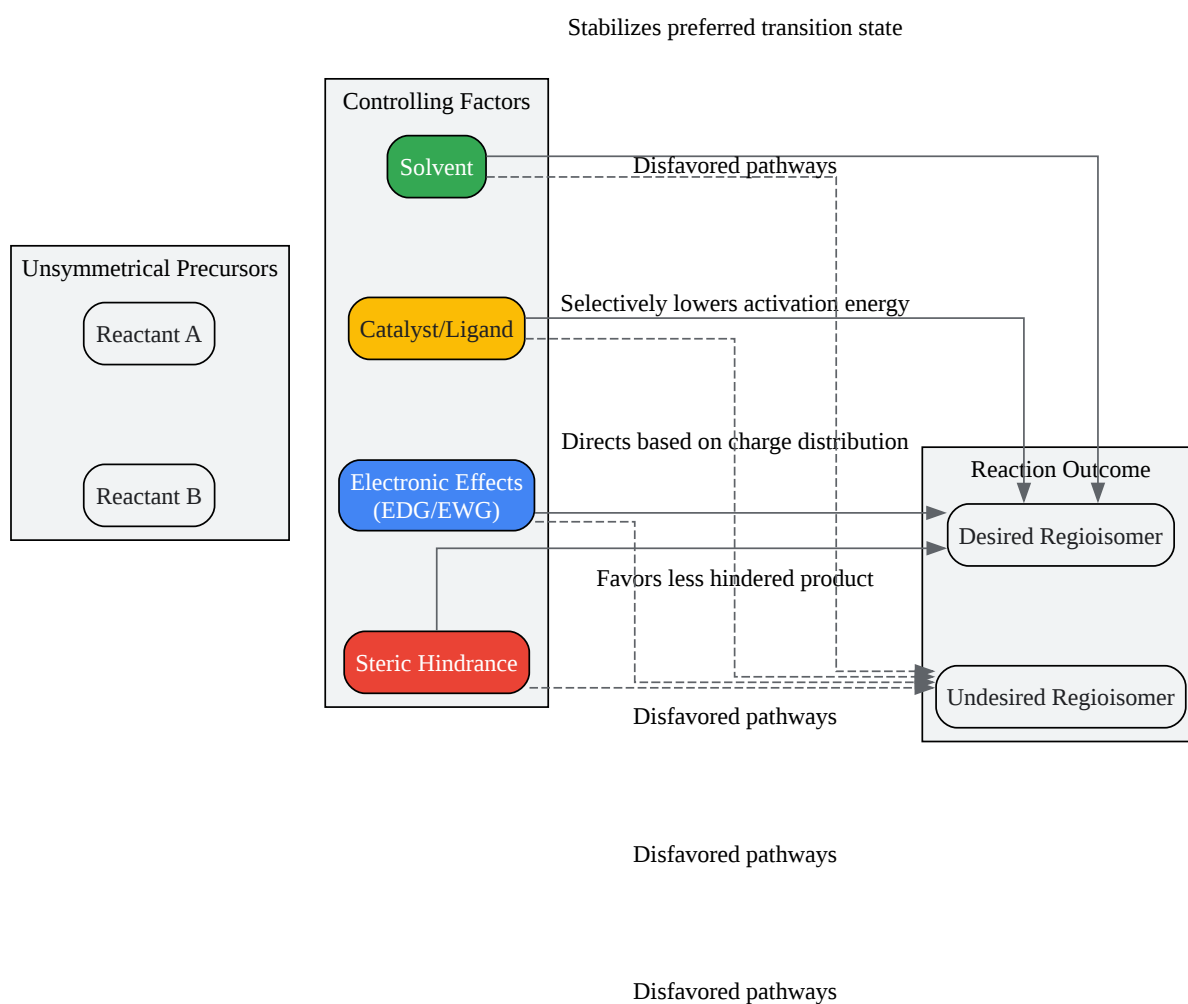 Stabilizes preferred transition state
Controlling Factors
Solvent
Disfavored pathways
Unsymmetrical Precursors
Reactant A
Catalyst/Ligand
Selectively lowers activation energy
Directs based on charge distribution
Reaction Outcome
Reactant B
Electronic Effects
(EDG/EWG)
Desired Regioisomer
Favors less hindered product
Steric Hindrance
Undesired Regioisomer
Disfavored pathways
Disfavored pathways
Disfavored pathways